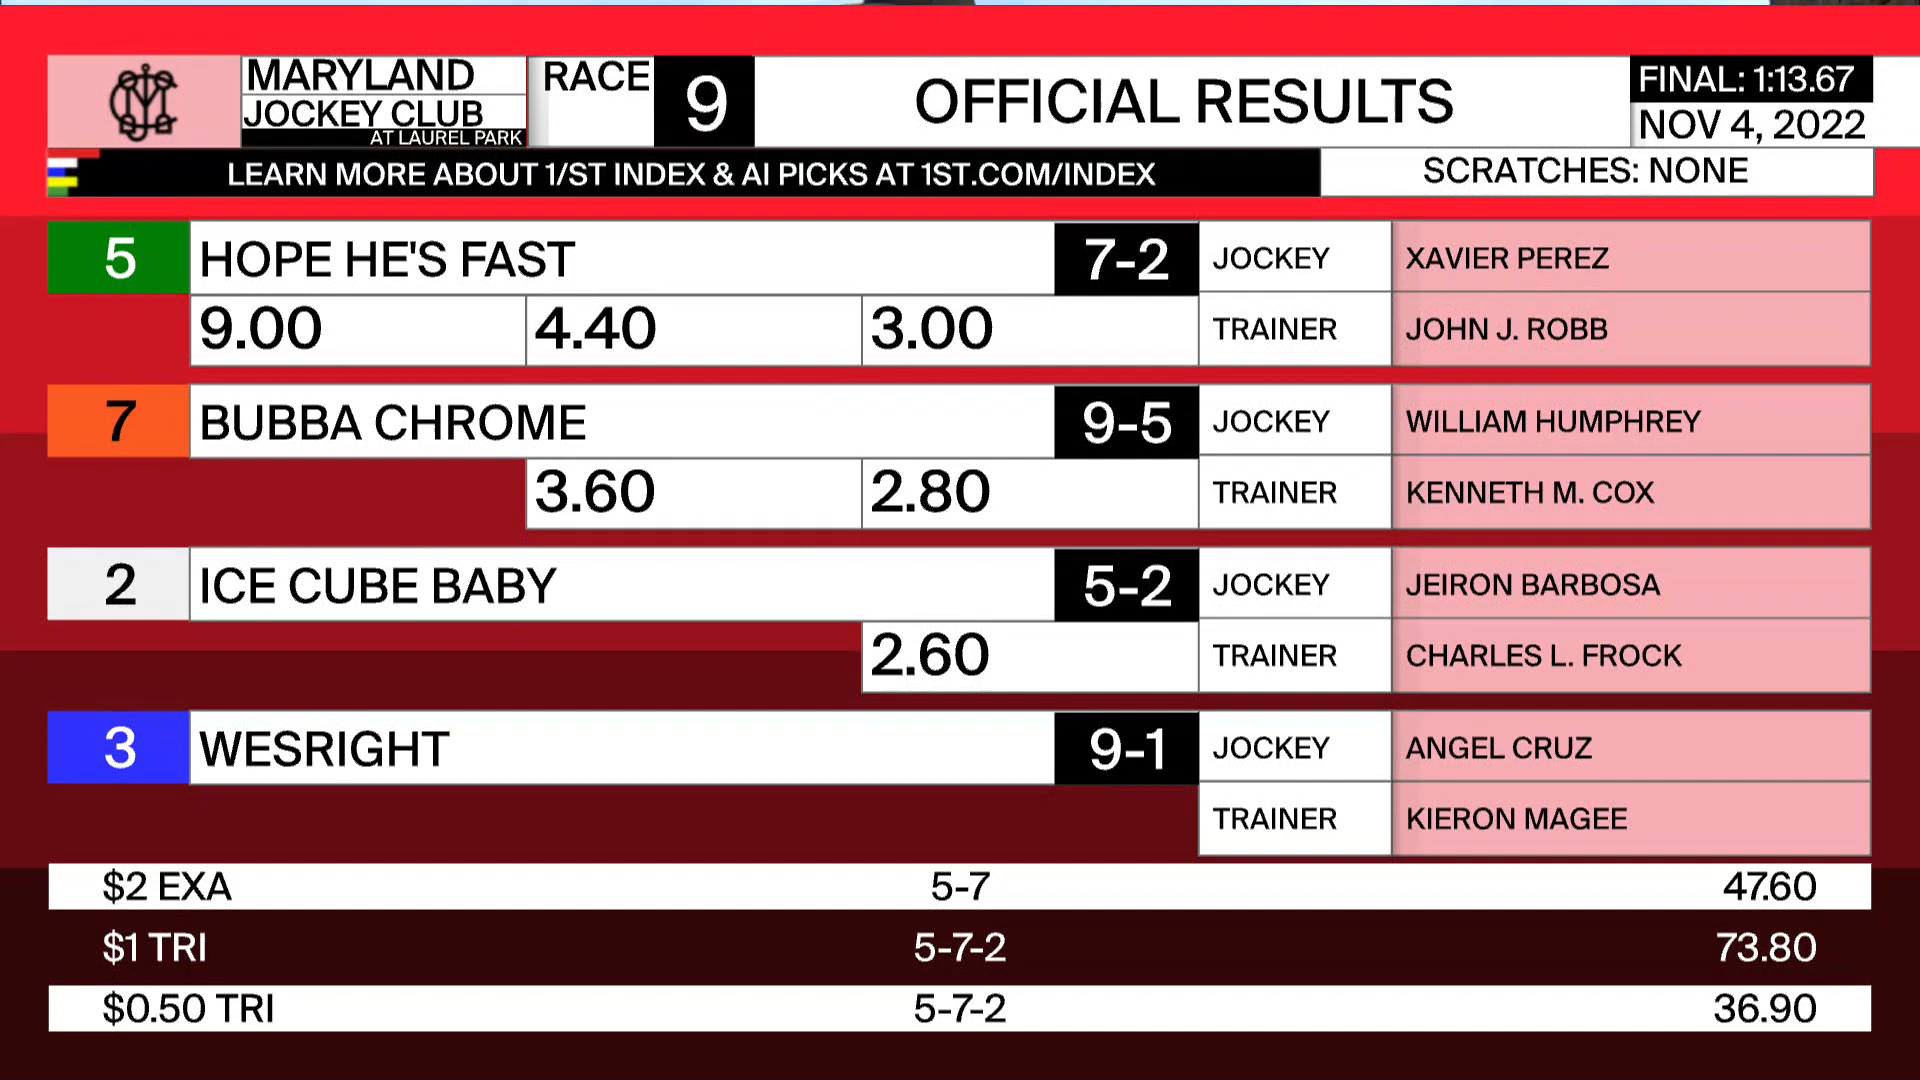 MARYLAND
JOCKEY CLUB
AT LAUREL PARK
RACE 9
OFFICIAL RESULTS
FINAL: 1:13.67
NOV 4, 2022
LEARN MORE ABOUT 1/ST INDEX & AI PICKS AT 1ST.COM/INDEX
SCRATCHES: NONE
5 HOPE HE'S FAST 7-2 JOCKEY XAVIER PEREZ
9.00 4.40 3.00 TRAINER JOHN J. ROBB
7 BUBBA CHROME 9-5 JOCKEY WILLIAM HUMPHREY
3.60 2.80 TRAINER KENNETH M. COX
2 ICE CUBE BABY 5-2 JOCKEY JEIRON BARBOSA
2.60 TRAINER CHARLES L. FROCK
3 WESRIGHT 9-1 JOCKEY ANGEL CRUZ
TRAINER KIERON MAGEE
$2 EXA 5-7 47.60
$1 TRI 5-7-2 73.80
$0.50 TRI 5-7-2 36.90